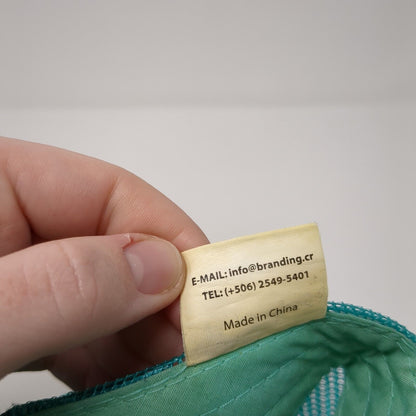 E-MAIL: info@branding.cr
TEL: (+506) 2549-5401
Made in China